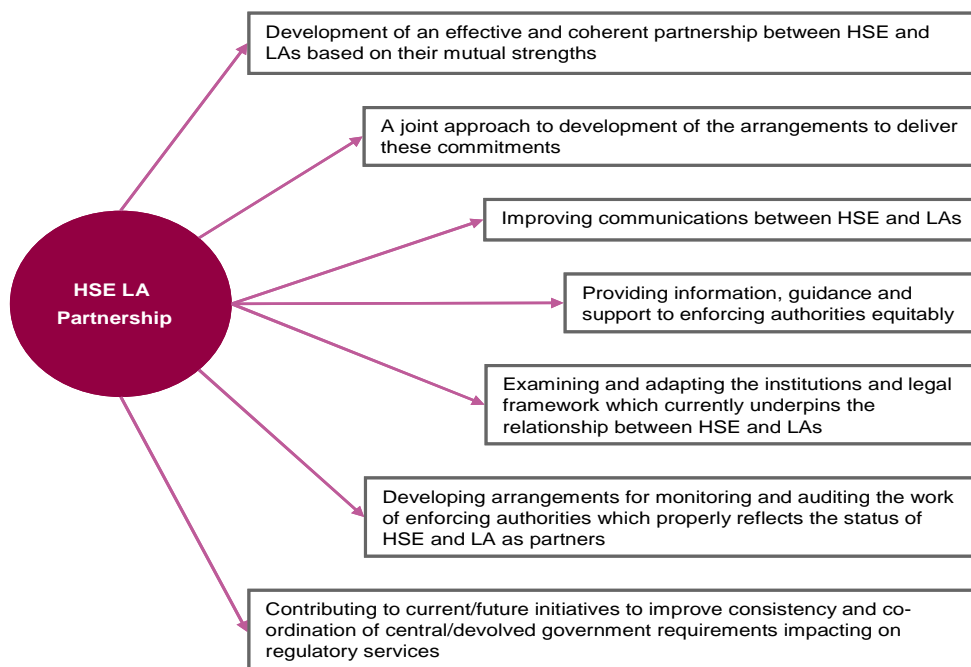 Development of an effective and coherent partnership between HSE and
LAs based on their mutual strengths
A joint approach to development of the arrangements to deliver
these commitments
Improving communications between HSE and LAs
HSE LA
Partnership
Providing information, guidance and
support to enforcing authorities equitably
Examining and adapting the institutions and legal
framework which currently underpins the
relationship between HSE and LAs
Developing arrangements for monitoring and auditing the work
of enforcing authorities which properly reflects the status of
HSE and LA as partners
Contributing to current/future initiatives to improve consistency and co-
ordination of central/devolved government requirements impacting on
regulatory services